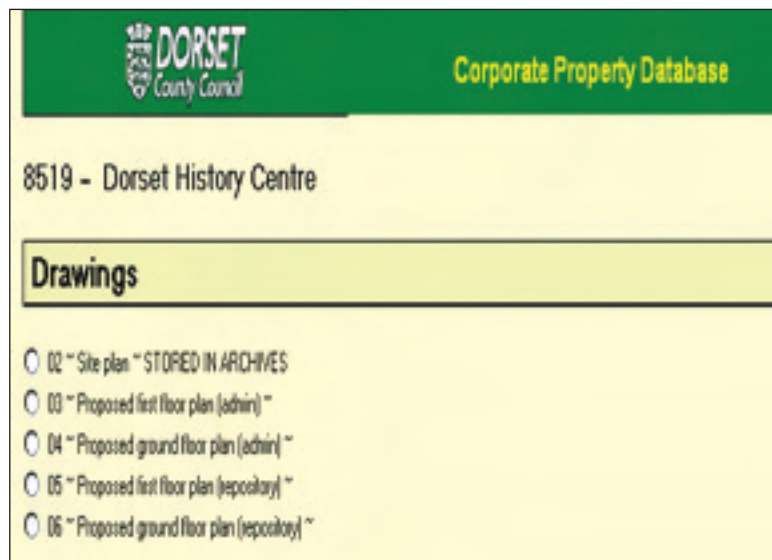 DORSET
County Council
Corporate Property Database
8519 - Dorset History Centre
Drawings
02 ~ Site plan ~ STORED IN ARCHIVES
03 ~ Proposed first floor plan (admin) ~
04 ~ Proposed ground floor plan (admin) ~
05 ~ Proposed first floor plan (repository) ~
06 ~ Proposed ground floor plan (repository) ~